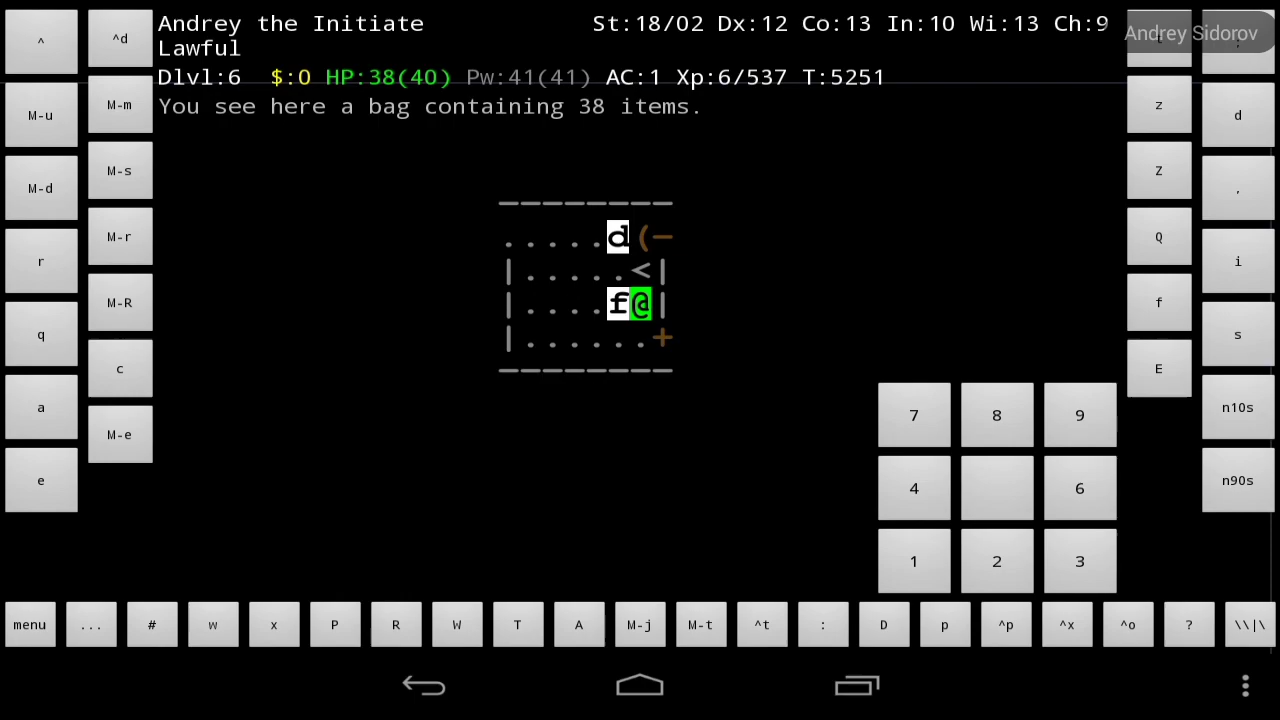 Andrey the Initiate St:18/02 Dx:12 Co:13 In:10 Wi:13 Ch:9
Lawful
Dlvl:6 $:0 HP:38(40) Pw:41(41) AC:1 Xp:6/537 T:5251
You see here a bag containing 38 items.
Andrey Sidorov
--------
.....d(-
|.....<|
|....f@|
|......+
--------
^ ^d t ;
M-u M-m z d
M-d M-s Z ,
r M-r Q i
q M-R f s
a c E n10s
e M-e n90s
7 8 9
4 6
1 2 3
menu ... # w x P R W T A M-j M-t ^t : D p ^p ^x ^o ? \\|\